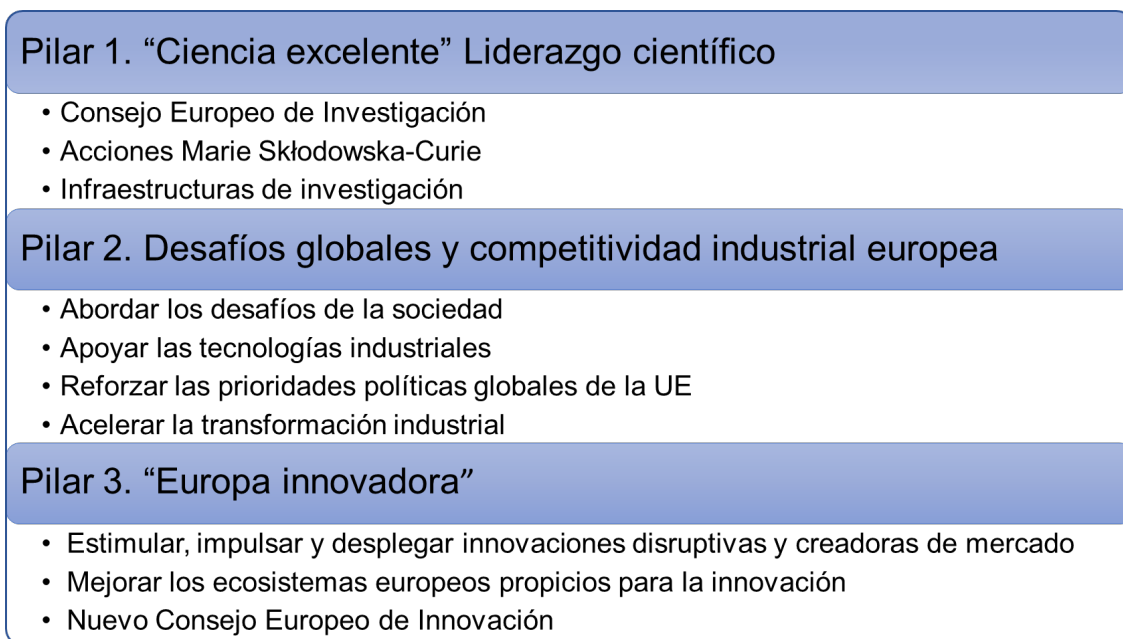 Pilar 1. “Ciencia excelente” Liderazgo científico
• Consejo Europeo de Investigación
• Acciones Marie Skłodowska-Curie
• Infraestructuras de investigación
Pilar 2. Desafíos globales y competitividad industrial europea
• Abordar los desafíos de la sociedad
• Apoyar las tecnologías industriales
• Reforzar las prioridades políticas globales de la UE
• Acelerar la transformación industrial
Pilar 3. “Europa innovadora”
• Estimular, impulsar y desplegar innovaciones disruptivas y creadoras de mercado
• Mejorar los ecosistemas europeos propicios para la innovación
• Nuevo Consejo Europeo de Innovación